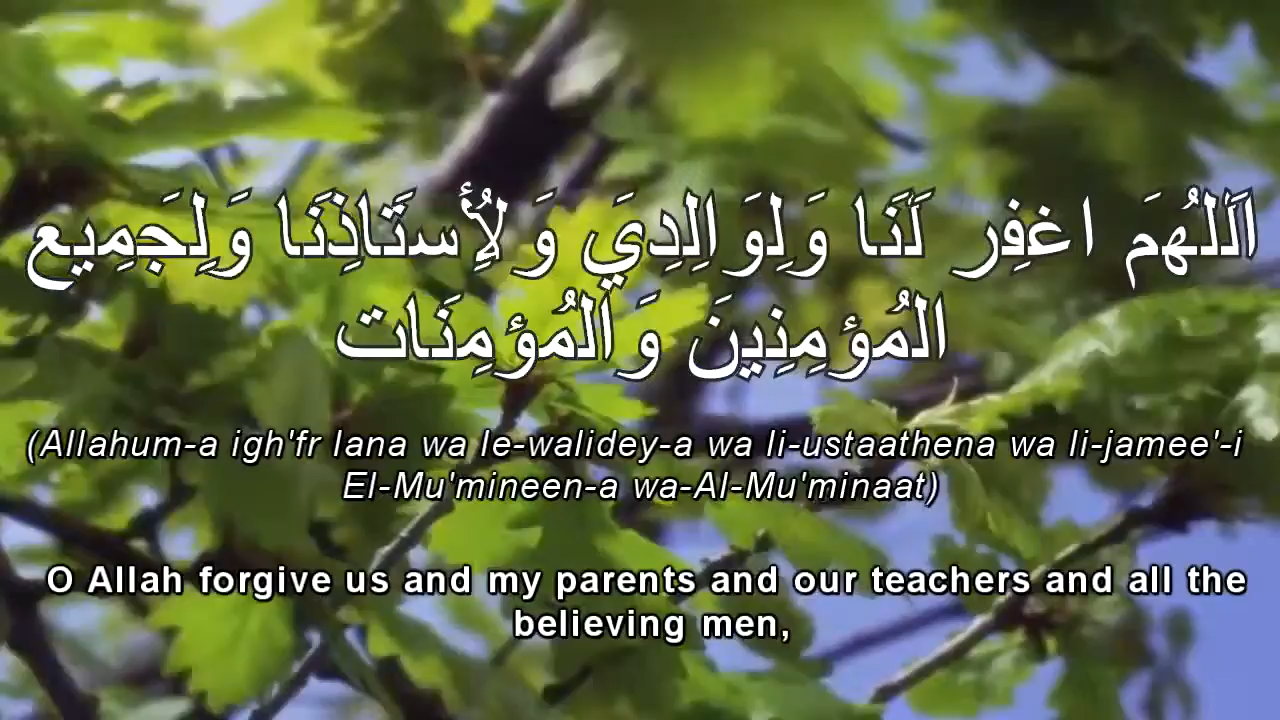 اَللهُمَ اغفِر لَنَا وَلِوَالِدِيَ وَلِأُستَاذِنَا وَلِجَمِيع
المُؤمِنِينَ وَالمُؤمِنَات
(Allahum-a igh'fr lana wa le-walidey-a wa li-ustaathena wa li-jamee'-i
El-Mu'mineen-a wa-Al-Mu'minaat)
O Allah forgive us and my parents and our teachers and all the
believing men,